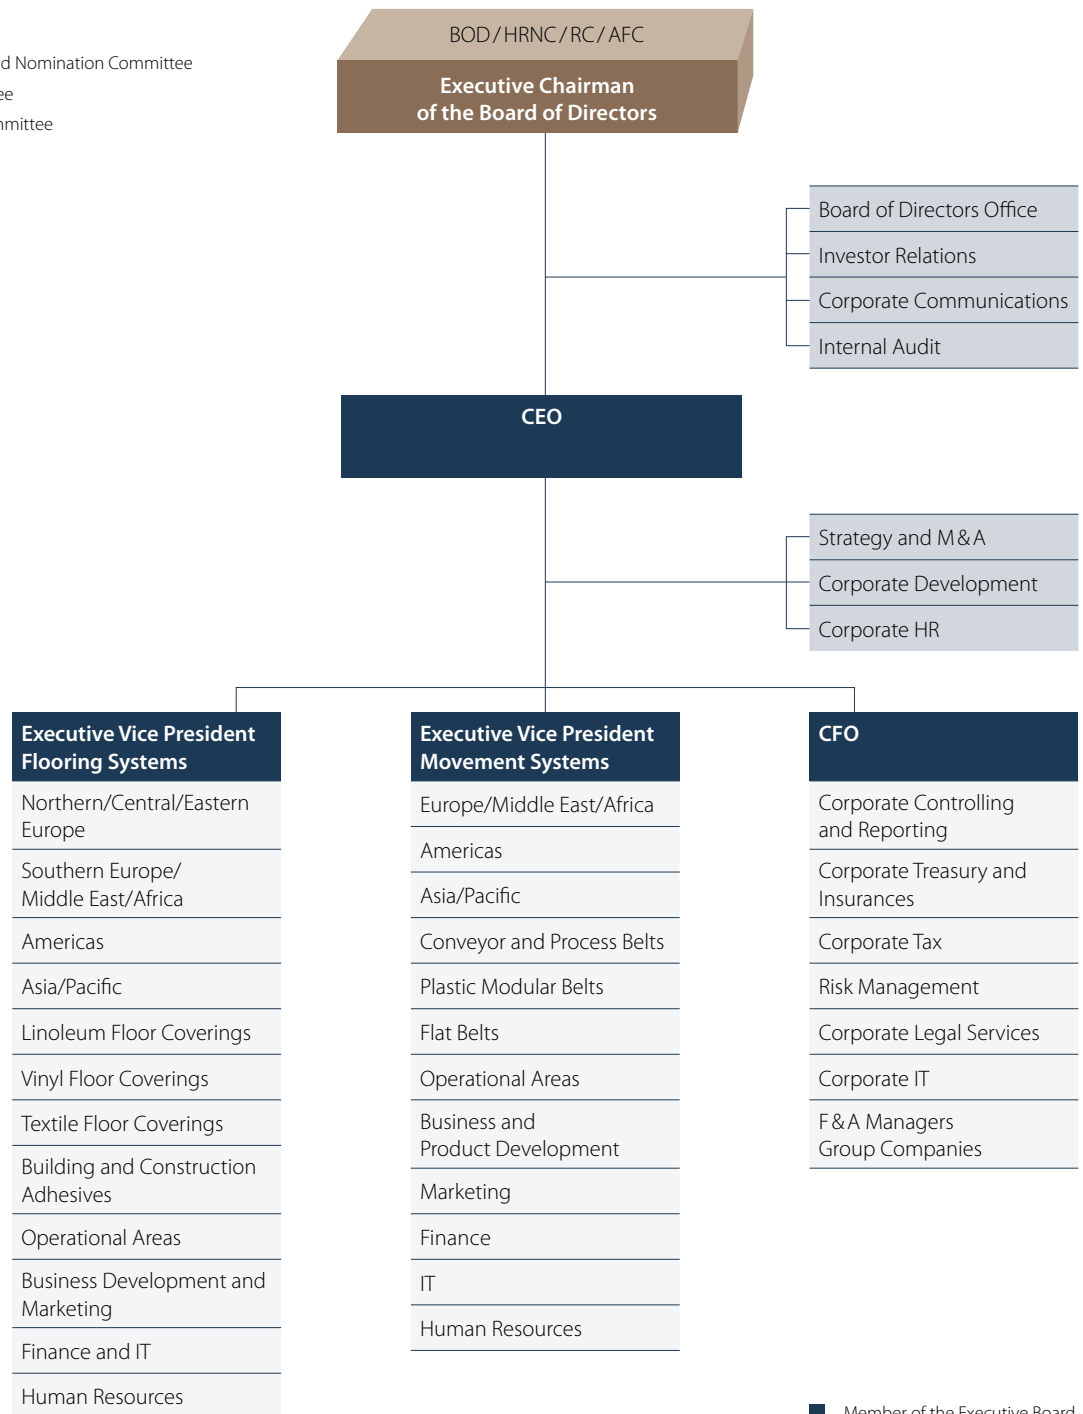 BOD / HRNC / RC / AFC
Nomination Committee
Executive Chairman
of the Board of Directors
Board of Directors Office
Investor Relations
Corporate Communications
Internal Audit
CEO
Strategy and M & A
Corporate Development
Corporate HR
Executive Vice President
Flooring Systems
Northern/Central/Eastern
Europe
Southern Europe/
Middle East/Africa
Americas
Asia/Pacific
Linoleum Floor Coverings
Vinyl Floor Coverings
Textile Floor Coverings
Building and Construction
Adhesives
Operational Areas
Business Development and
Marketing
Finance and IT
Human Resources
Executive Vice President
Movement Systems
Europe/Middle East/Africa
Americas
Asia/Pacific
Conveyor and Process Belts
Plastic Modular Belts
Flat Belts
Operational Areas
Business and
Product Development
Marketing
Finance
IT
Human Resources
CFO
Corporate Controlling
and Reporting
Corporate Treasury and
Insurances
Corporate Tax
Risk Management
Corporate Legal Services
Corporate IT
F & A Managers
Group Companies
Member of the Executive Board